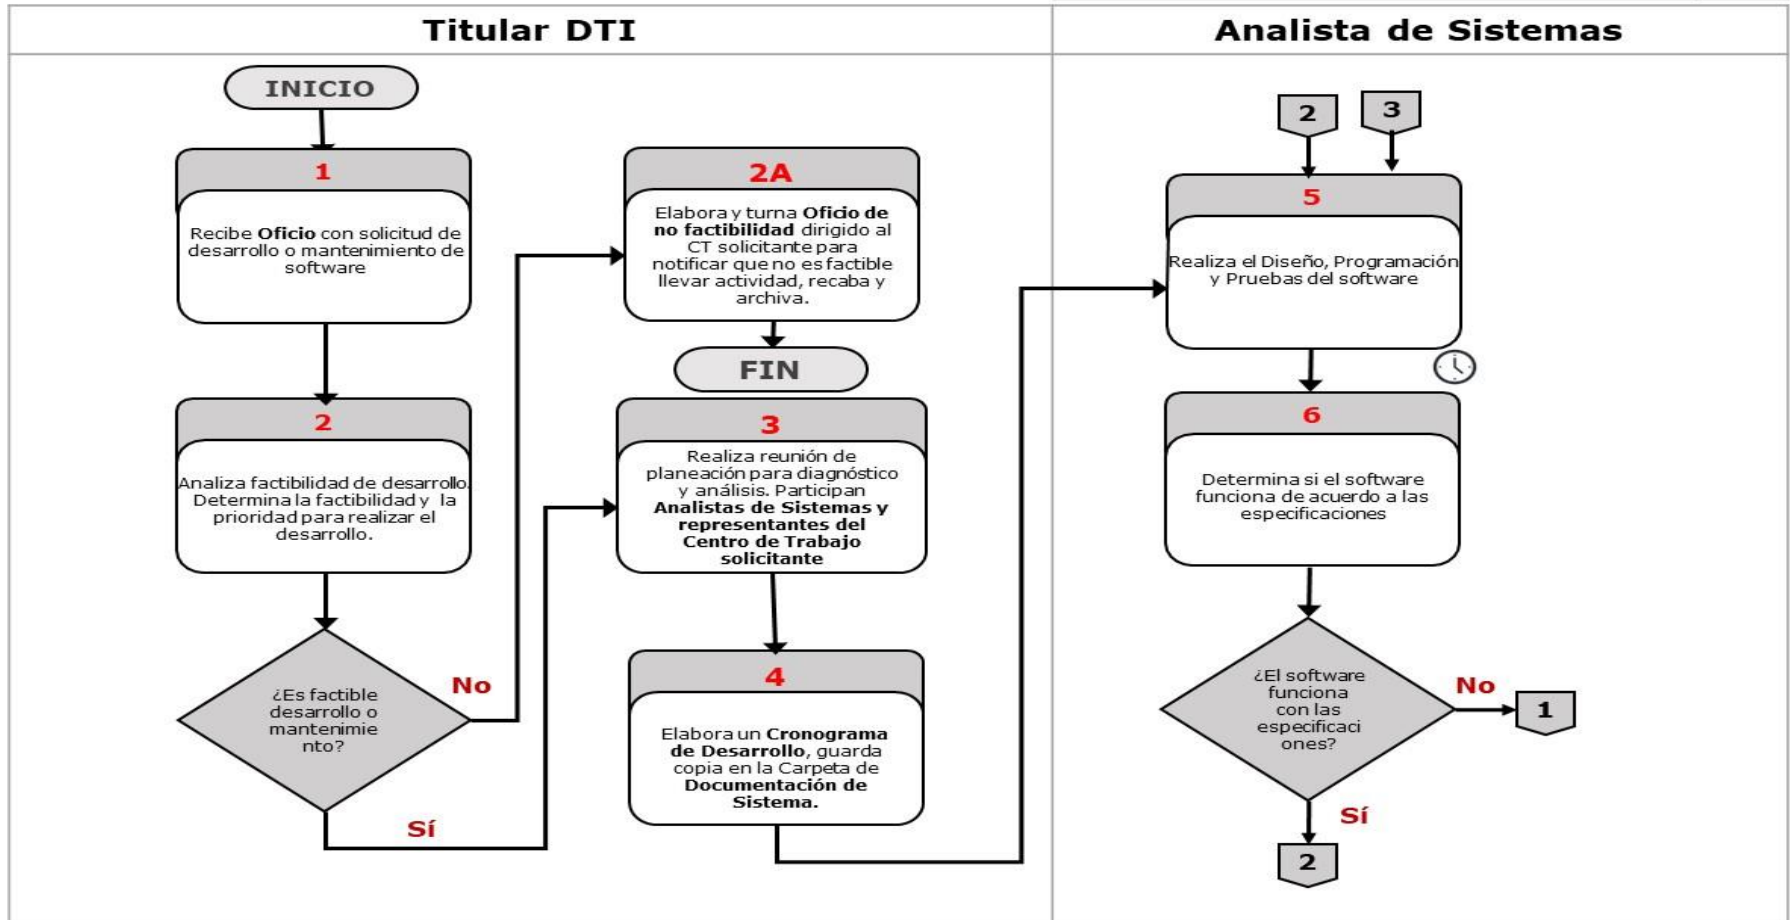 Titular DTI
Analista de Sistemas
INICIO
1
Recibe Oficio con solicitud de
desarrollo o mantenimiento de
software
2
Analiza factibilidad de desarrollo.
Determina la factibilidad y la
prioridad para realizar el
desarrollo.
¿Es factible
desarrollo o
mantenimie
nto?
No
Sí
2A
Elabora y turna Oficio de
no factibilidad dirigido al
CT solicitante para
notificar que no es factible
llevar actividad, recaba y
archiva.
FIN
3
Realiza reunión de
planeación para diagnóstico
y análisis. Participan
Analistas de Sistemas y
representantes del
Centro de Trabajo
solicitante
4
Elabora un Cronograma
de Desarrollo, guarda
copia en la Carpeta de
Documentación de
Sistema.
2
3
5
Realiza el Diseño, Programación
y Pruebas del software
6
Determina si el software
funciona de acuerdo a las
especificaciones
¿El software
funciona
con las
especificaci
ones?
No
1
Sí
2